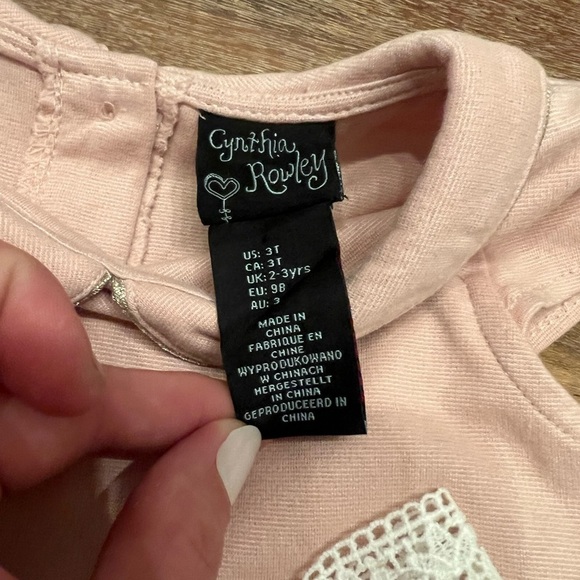 Cynthia
Rowley
US: 3T
CA: 3T
UK: 2-3yrs
EU: 98
AU: 3
MADE IN
CHINA
FABRIQUE EN
CHINE
WYPRODUKOWANO
W CHINACH
HERGESTELLT
IN CHINA
GEPRODUCEERD IN
CHINA